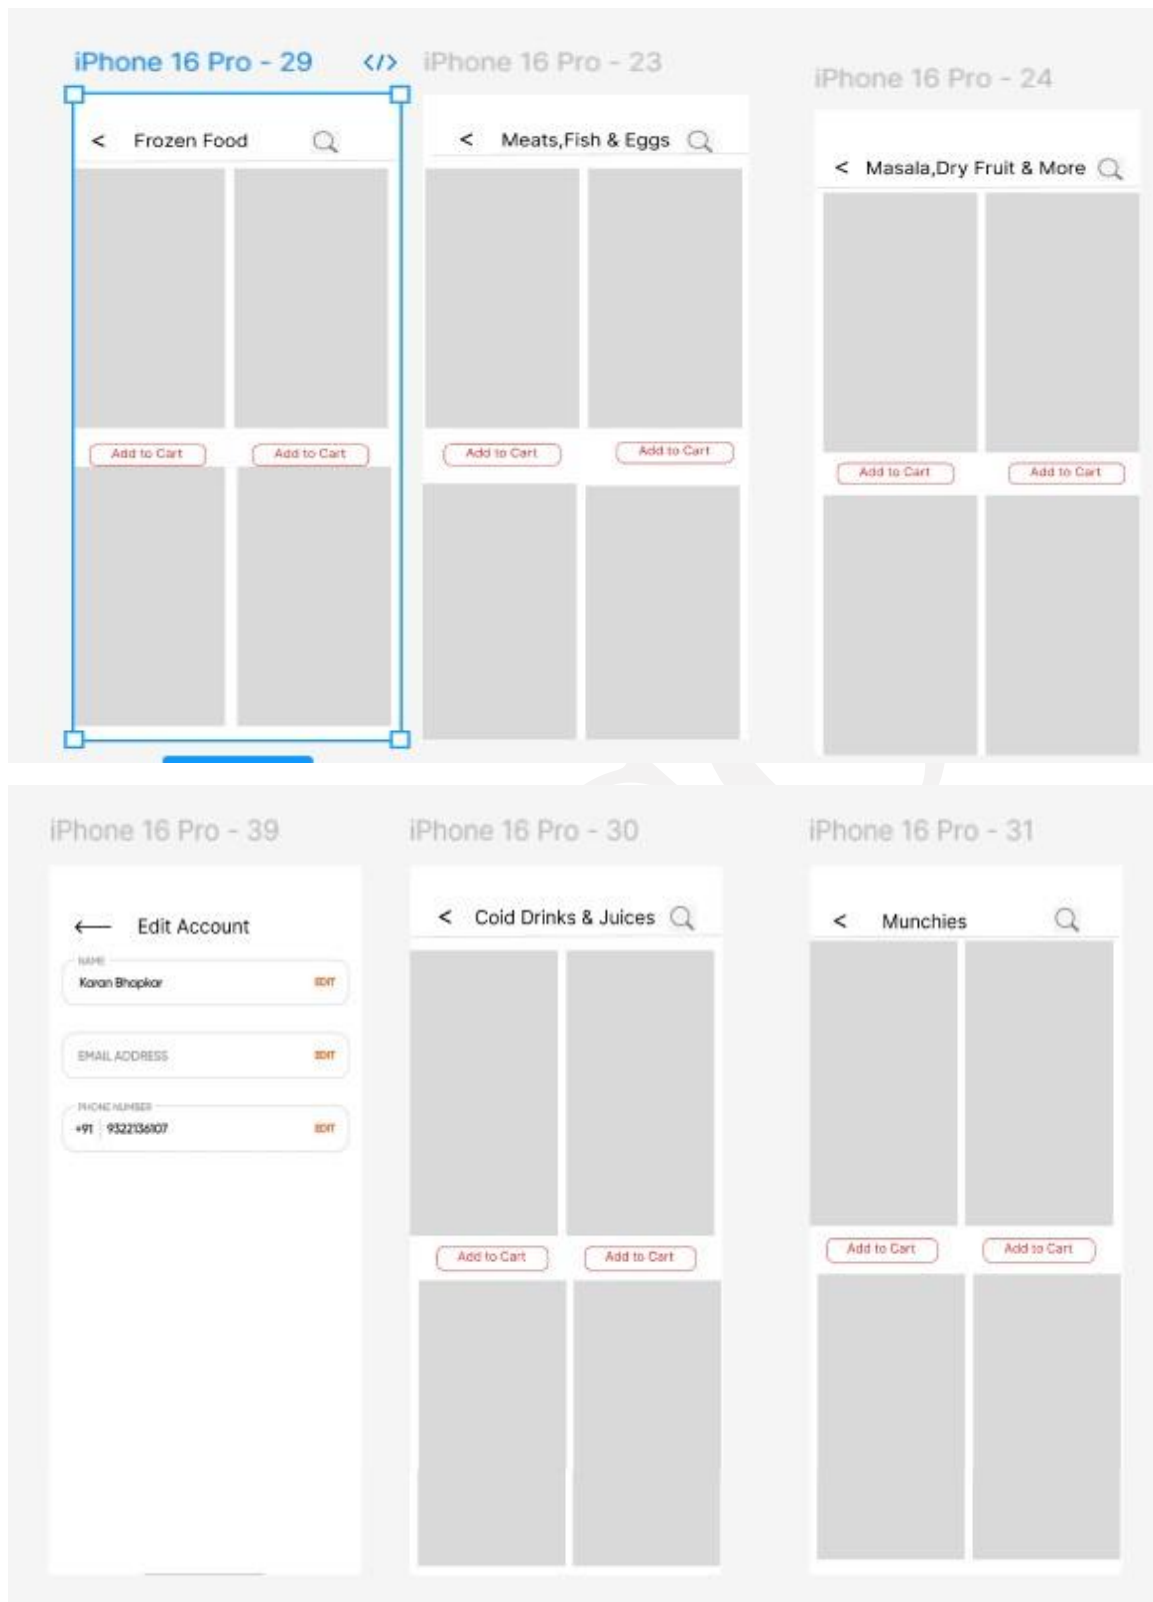 iPhone 16 Pro - 29 </> iPhone 16 Pro - 23
iPhone 16 Pro - 24
< Frozen Food
< Meats,Fish & Eggs
< Masala,Dry Fruit & More
Add to Cart Add to Cart
Add to Cart Add to Cart
Add to Cart Add to Cart
iPhone 16 Pro - 39 iPhone 16 Pro - 30 iPhone 16 Pro - 31
Edit Account
NAME
Karan Bhapkar EDIT
EMAIL ADDRESS EDIT
PHONE NUMBER
+91 9322136107 EDIT
< Cold Drinks & Juices
< Munchies
Add to Cart Add to Cart
Add to Cart Add to Cart